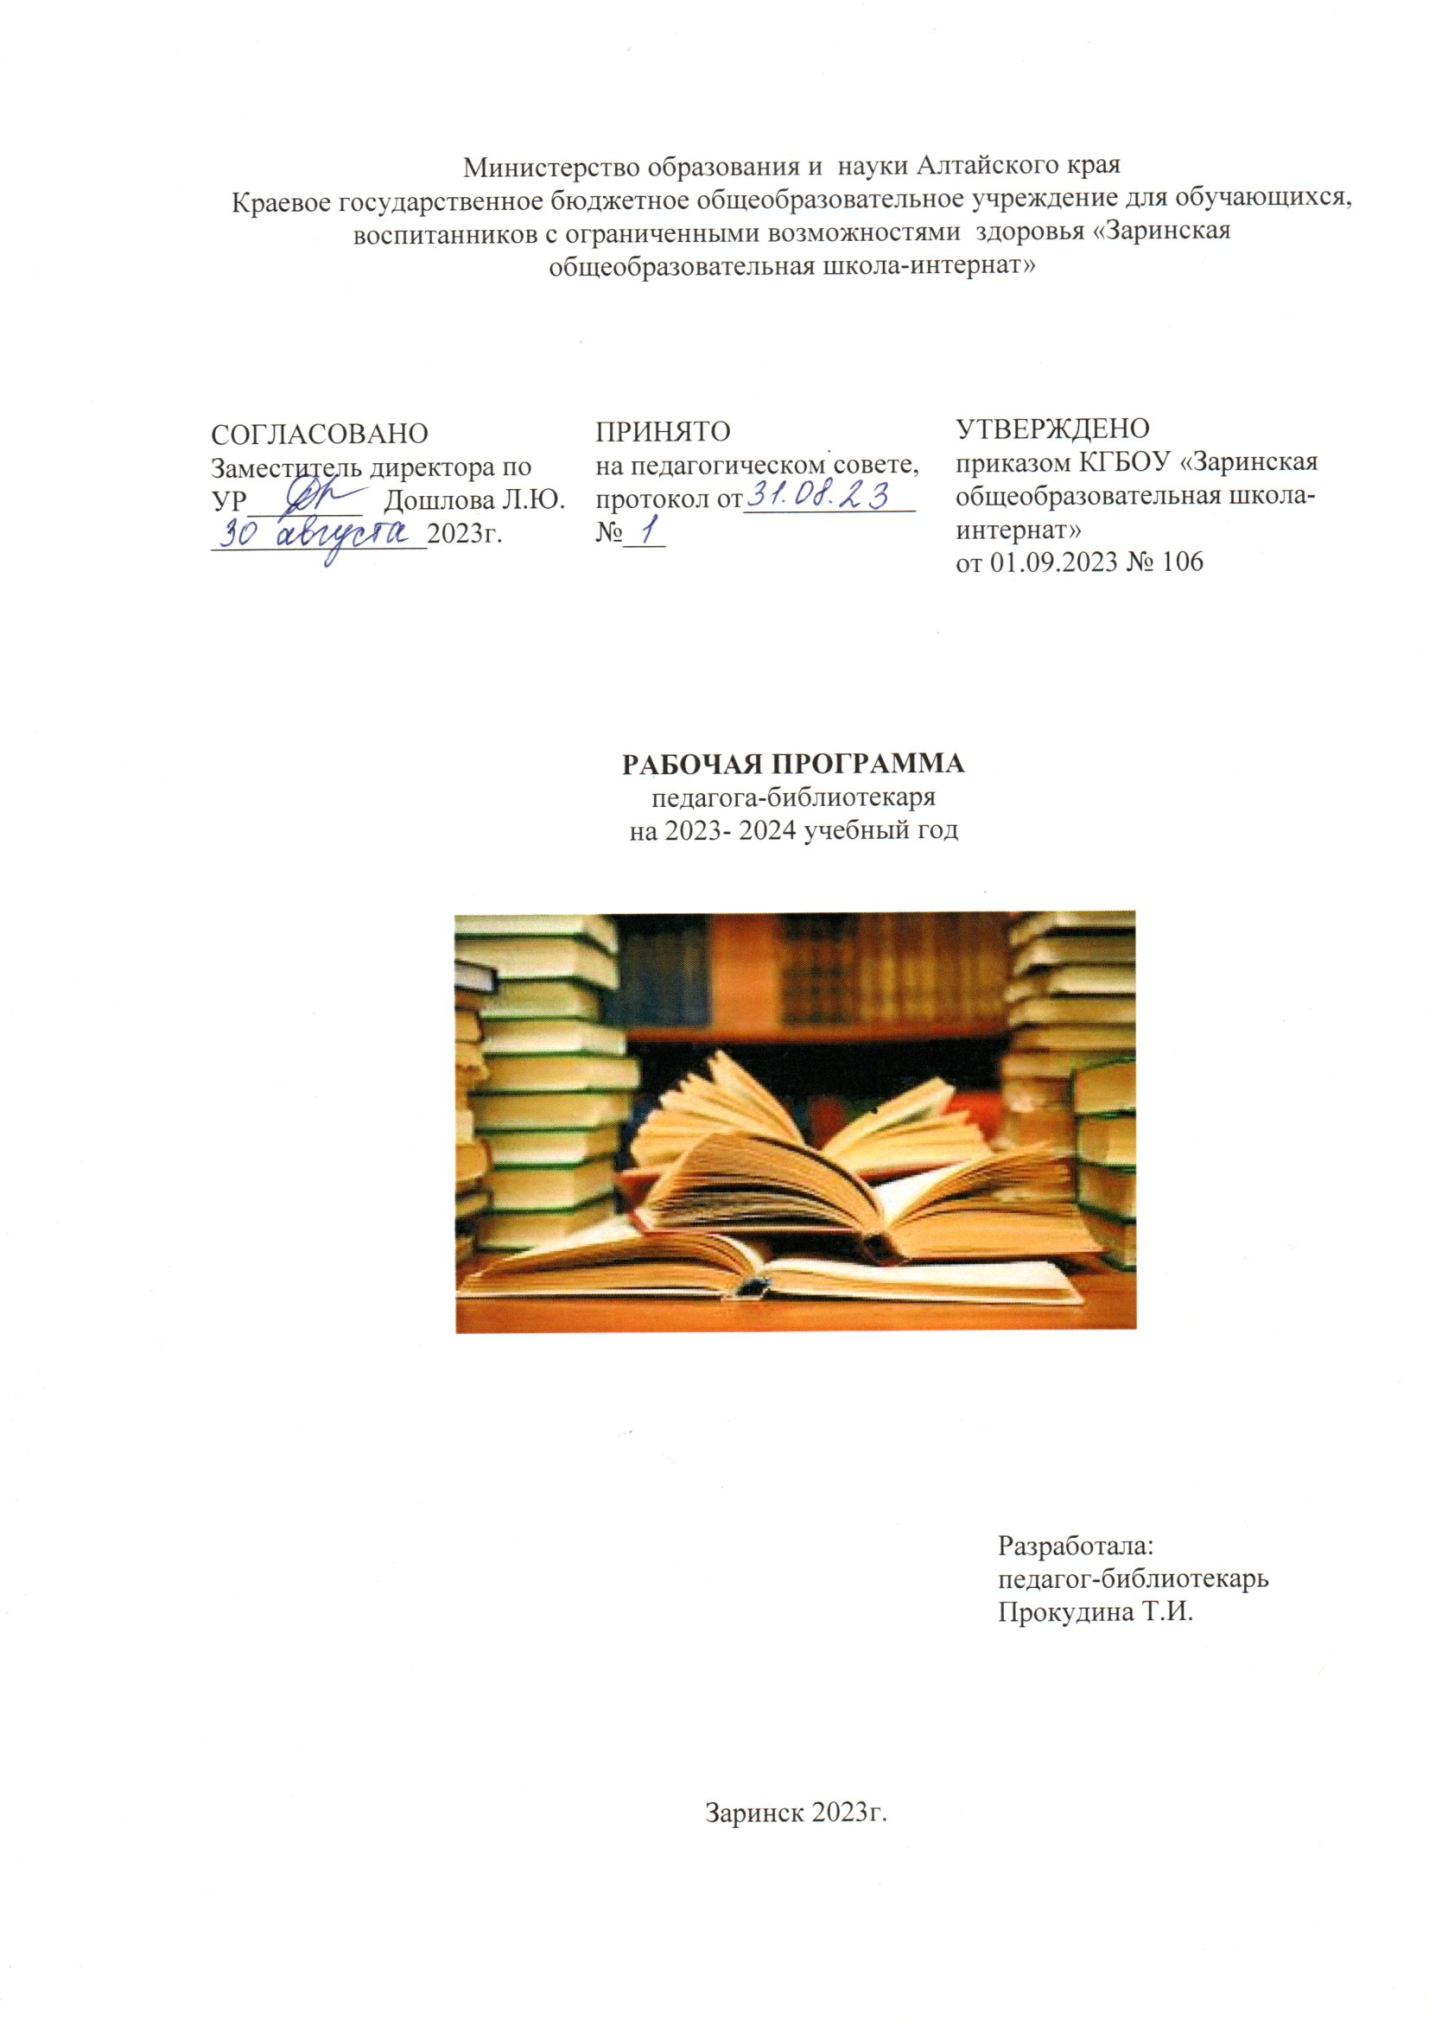 Министерство образования и науки Алтайского края
Краевое государственное бюджетное общеобразовательное учреждение для обучающихся,
воспитанников с ограниченными возможностями здоровья «Заринская
общеобразовательная школа-интернат»
СОГЛАСОВАНО
Заместитель директора по
УР________ Дошлова Л.Ю.
30 августа 2023г.
ПРИНЯТО
на педагогическом совете,
протокол от 31.08.23
№ 1
УТВЕРЖДЕНО
приказом КГБОУ «Заринская
общеобразовательная школа-
интернат»
от 01.09.2023 № 106
РАБОЧАЯ ПРОГРАММА
педагога-библиотекаря
на 2023- 2024 учебный год
Разработала:
педагог-библиотекарь
Прокудина Т.И.
Заринск 2023г.